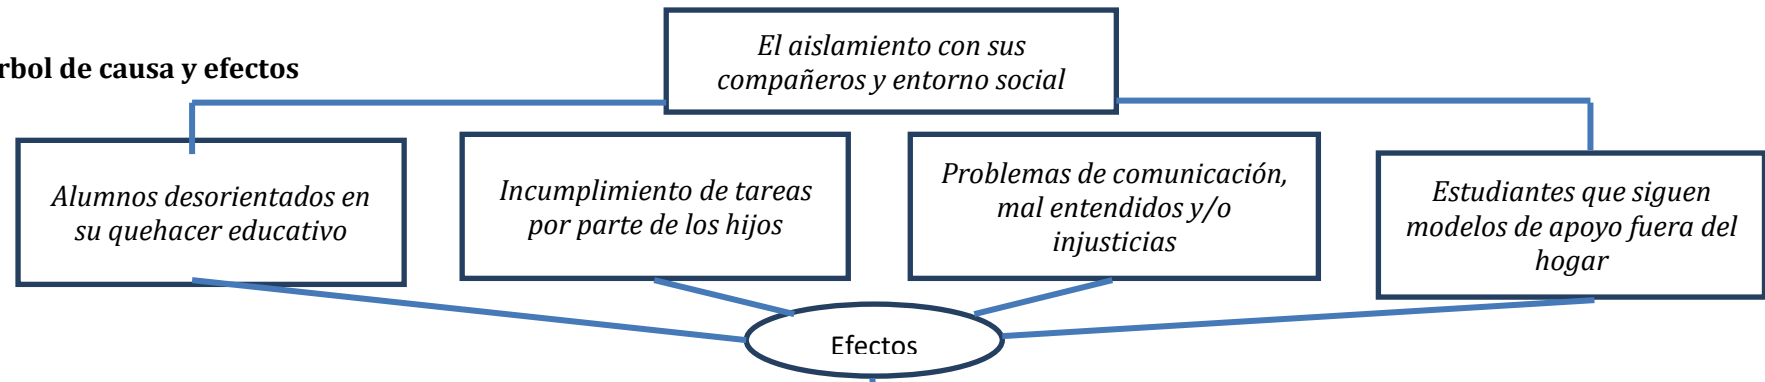 El aislamiento con sus
compañeros y entorno social
rbol de causa y efectos
Alumnos desorientados en
su quehacer educativo
Incumplimiento de tareas
por parte de los hijos
Problemas de comunicación,
mal entendidos y/o
injusticias
Estudiantes que siguen
modelos de apoyo fuera del
hogar
Efectos